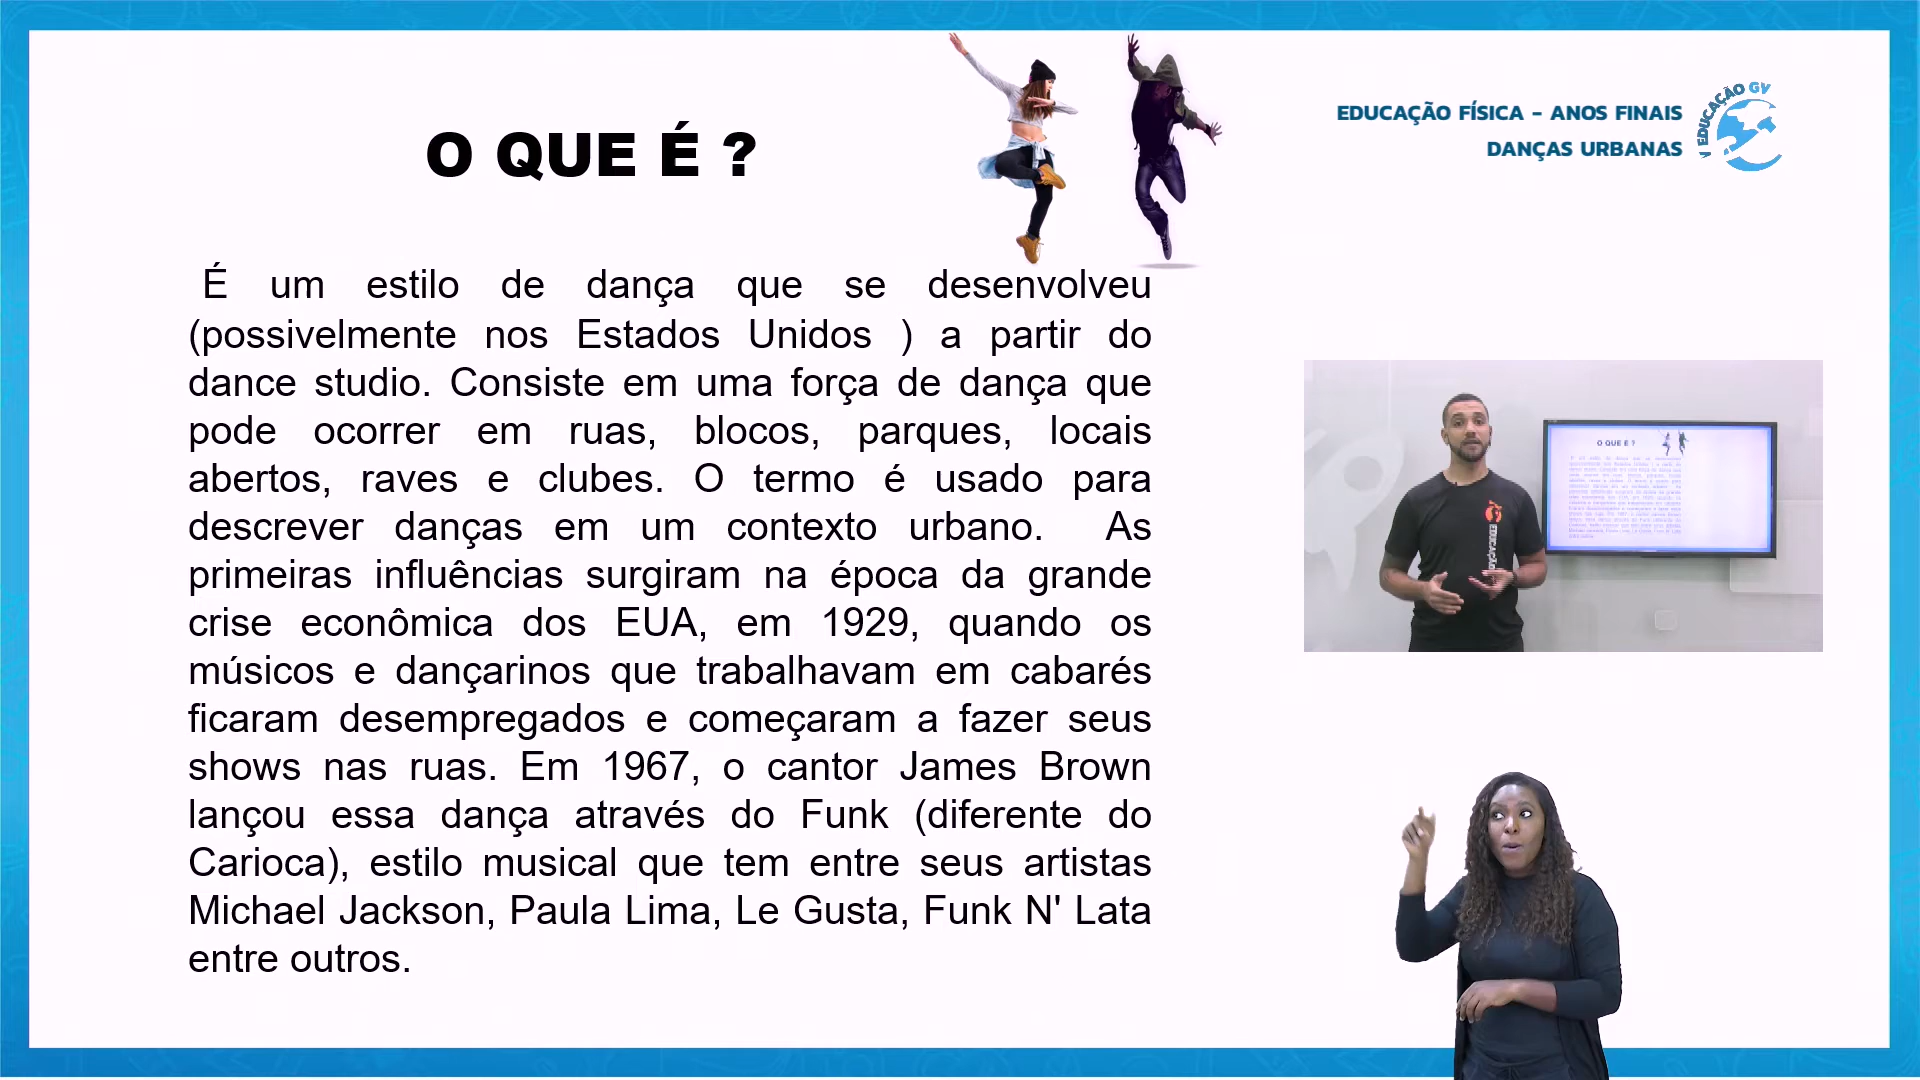 O QUE É ?
EDUCAÇÃO FÍSICA - ANOS FINAIS
DANÇAS URBANAS
EDUCAÇÃO GV
É um estilo de dança que se desenvolveu
(possivelmente nos Estados Unidos ) a partir do
dance studio. Consiste em uma força de dança que
pode ocorrer em ruas, blocos, parques, locais
abertos, raves e clubes. O termo é usado para
descrever danças em um contexto urbano. As
primeiras influências surgiram na época da grande
crise econômica dos EUA, em 1929, quando os
músicos e dançarinos que trabalhavam em cabarés
ficaram desempregados e começaram a fazer seus
shows nas ruas. Em 1967, o cantor James Brown
lançou essa dança através do Funk (diferente do
Carioca), estilo musical que tem entre seus artistas
Michael Jackson, Paula Lima, Le Gusta, Funk N' Lata
entre outros.
O QUE É ?
EDUCAÇÃO